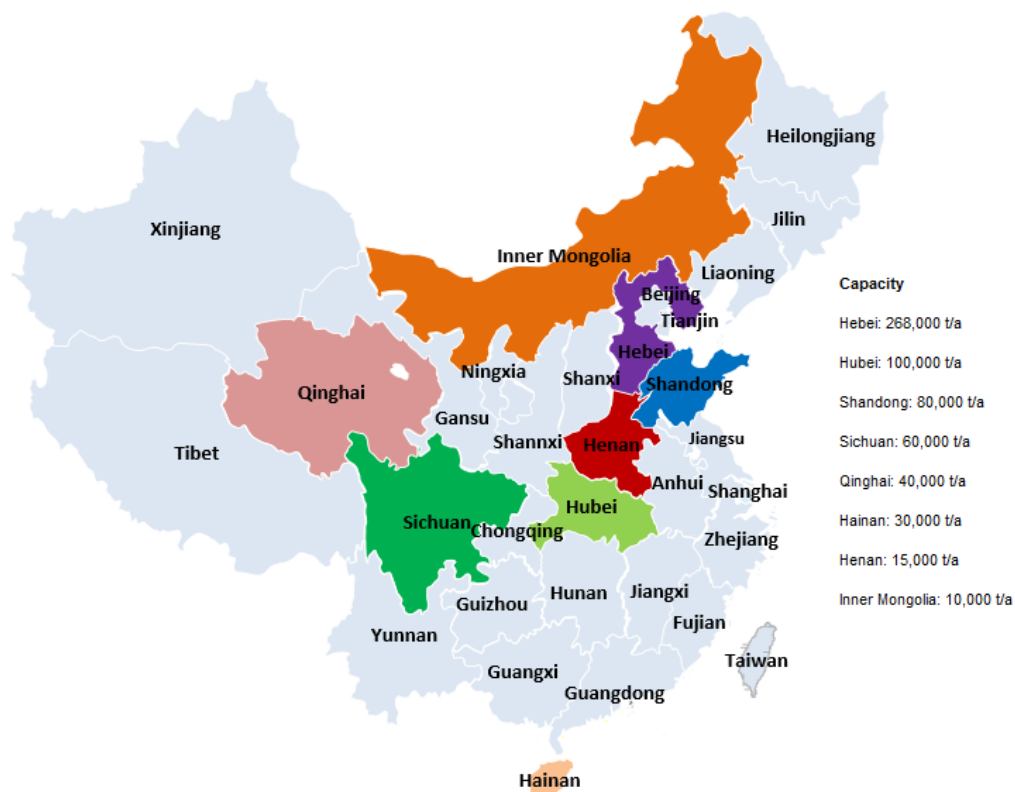 Heilongjiang
Jilin
Xinjiang
Inner Mongolia
Liaoning
Beijing
Tianjin
Hebei
Shanxi
Ningxia
Shandong
Qinghai
Gansu
Shannxi
Henan
Jiangsu
Tibet
Anhui
Shanghai
Hubei
Sichuan
Chongqing
Zhejiang
Guizhou
Hunan
Jiangxi
Fujian
Yunnan
Taiwan
Guangxi
Guangdong
Hainan
Capacity
Hebei: 268,000 t/a
Hubei: 100,000 t/a
Shandong: 80,000 t/a
Sichuan: 60,000 t/a
Qinghai: 40,000 t/a
Hainan: 30,000 t/a
Henan: 15,000 t/a
Inner Mongolia: 10,000 t/a